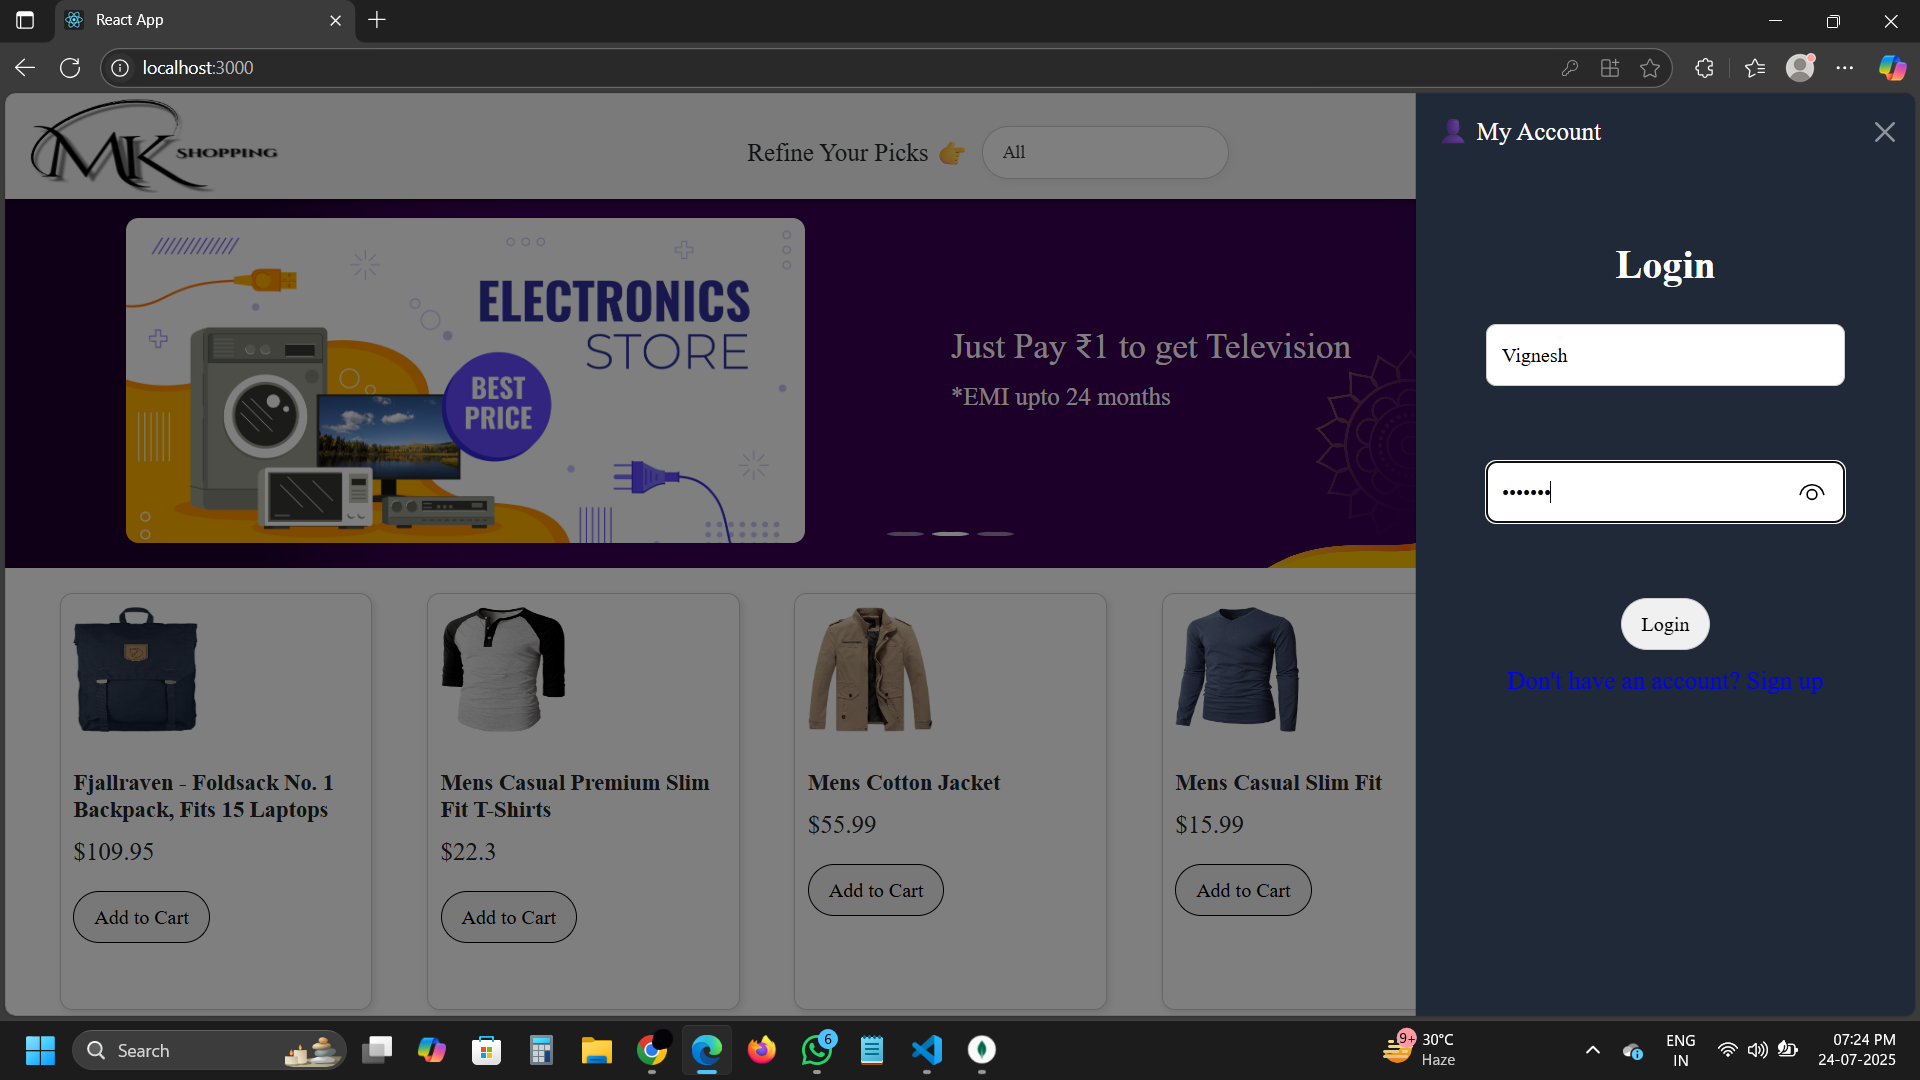 React App
localhost:3000
MK SHOPPING
Refine Your Picks 👉
All
My Account
ELECTRONICS
STORE
BEST
PRICE
Just Pay ₹1 to get Television
*EMI upto 24 months
Login
Vignesh
•••••••
Login
Don't have an account? Sign up
Fjallraven - Foldsack No. 1
Backpack, Fits 15 Laptops
$109.95
Add to Cart
Mens Casual Premium Slim
Fit T-Shirts
$22.3
Add to Cart
Mens Cotton Jacket
$55.99
Add to Cart
Mens Casual Slim Fit
$15.99
Add to Cart
Search
6
9+
30°C
Haze
ENG
IN
07:24 PM
24-07-2025